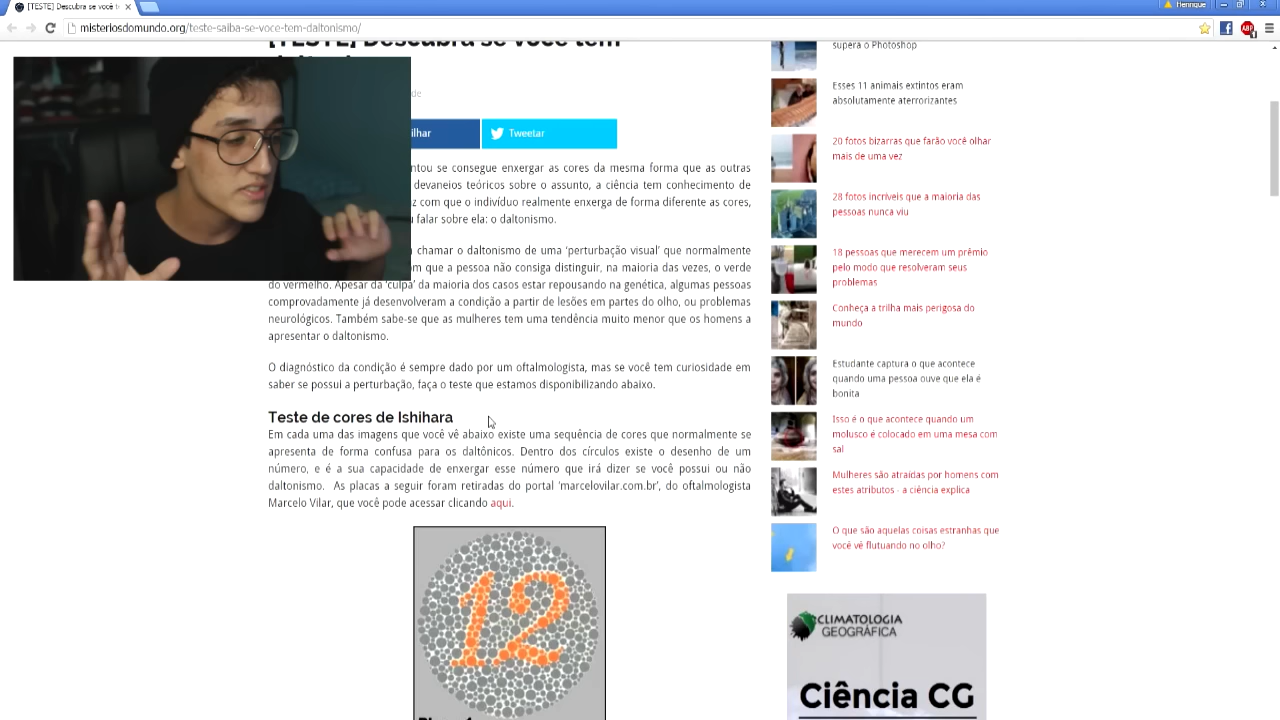 [TESTE] Descubra se você t
Henrique
misteriosdomundo.org/teste-saiba-se-voce-tem-daltonismo/
[TESTE] Descubra se você tem
de
ilhar
Tweetar
ntou se consegue enxergar as cores da mesma forma que as outras
devaneios teóricos sobre o assunto, a ciência tem conhecimento de
z com que o indivíduo realmente enxerga de forma diferente as cores,
u falar sobre ela: o daltonismo.
a chamar o daltonismo de uma ‘perturbação visual’ que normalmente
om que a pessoa não consiga distinguir, na maioria das vezes, o verde
do vermelho. Apesar da ‘culpa’ da maioria dos casos estar repousando na genética, algumas pessoas
comprovadamente já desenvolveram a condição a partir de lesões em partes do olho, ou problemas
neurológicos. Também sabe-se que as mulheres tem uma tendência muito menor que os homens a
apresentar o daltonismo.
O diagnóstico da condição é sempre dado por um oftalmologista, mas se você tem curiosidade em
saber se possui a perturbação, faça o teste que estamos disponibilizando abaixo.
Teste de cores de Ishihara
Em cada uma das imagens que você vê abaixo existe uma sequência de cores que normalmente se
apresenta de forma confusa para os daltônicos. Dentro dos círculos existe o desenho de um
número, e é a sua capacidade de enxergar esse número que irá dizer se você possui ou não
daltonismo. As placas a seguir foram retiradas do portal ‘marcelovilar.com.br’, do oftalmologista
Marcelo Vilar, que você pode acessar clicando aqui.
12
supera o Photoshop
Esses 11 animais extintos eram
absolutamente aterrorizantes
20 fotos bizarras que farão você olhar
mais de uma vez
28 fotos incríveis que a maioria das
pessoas nunca viu
18 pessoas que merecem um prêmio
pelo modo que resolveram seus
problemas
Conheça a trilha mais perigosa do
mundo
Estudante captura o que acontece
quando uma pessoa ouve que ela é
bonita
Isso é o que acontece quando um
molusco é colocado em uma mesa com
sal
Mulheres são atraídas por homens com
estes atributos - a ciência explica
O que são aquelas coisas estranhas que
você vê flutuando no olho?
CLIMATOLOGIA
GEOGRÁFICA
Ciência CG